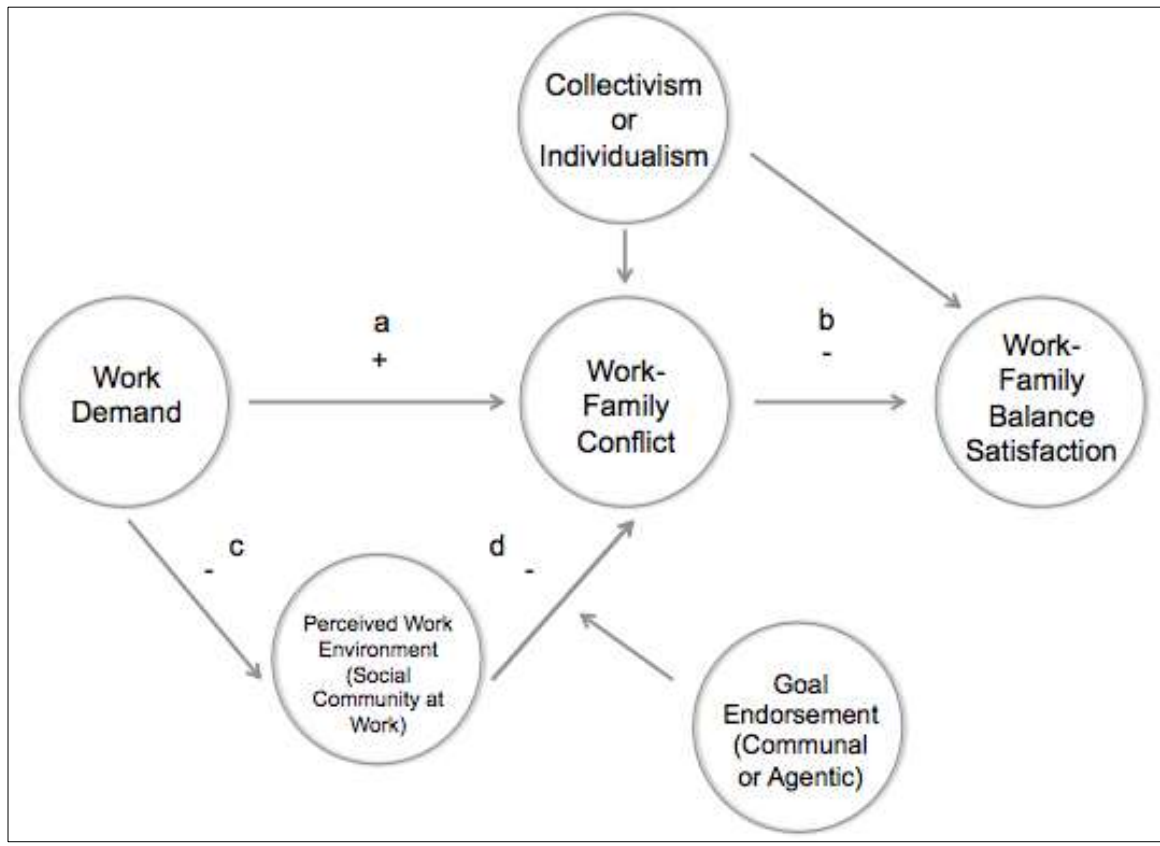 Collectivism
or
Individualism
a
+
b
-
Work
Demand
Work-
Family
Conflict
Work-
Family
Balance
Satisfaction
c
-
d
-
Perceived Work
Environment
(Social
Community at
Work)
Goal
Endorsement
(Communal
or Agentic)